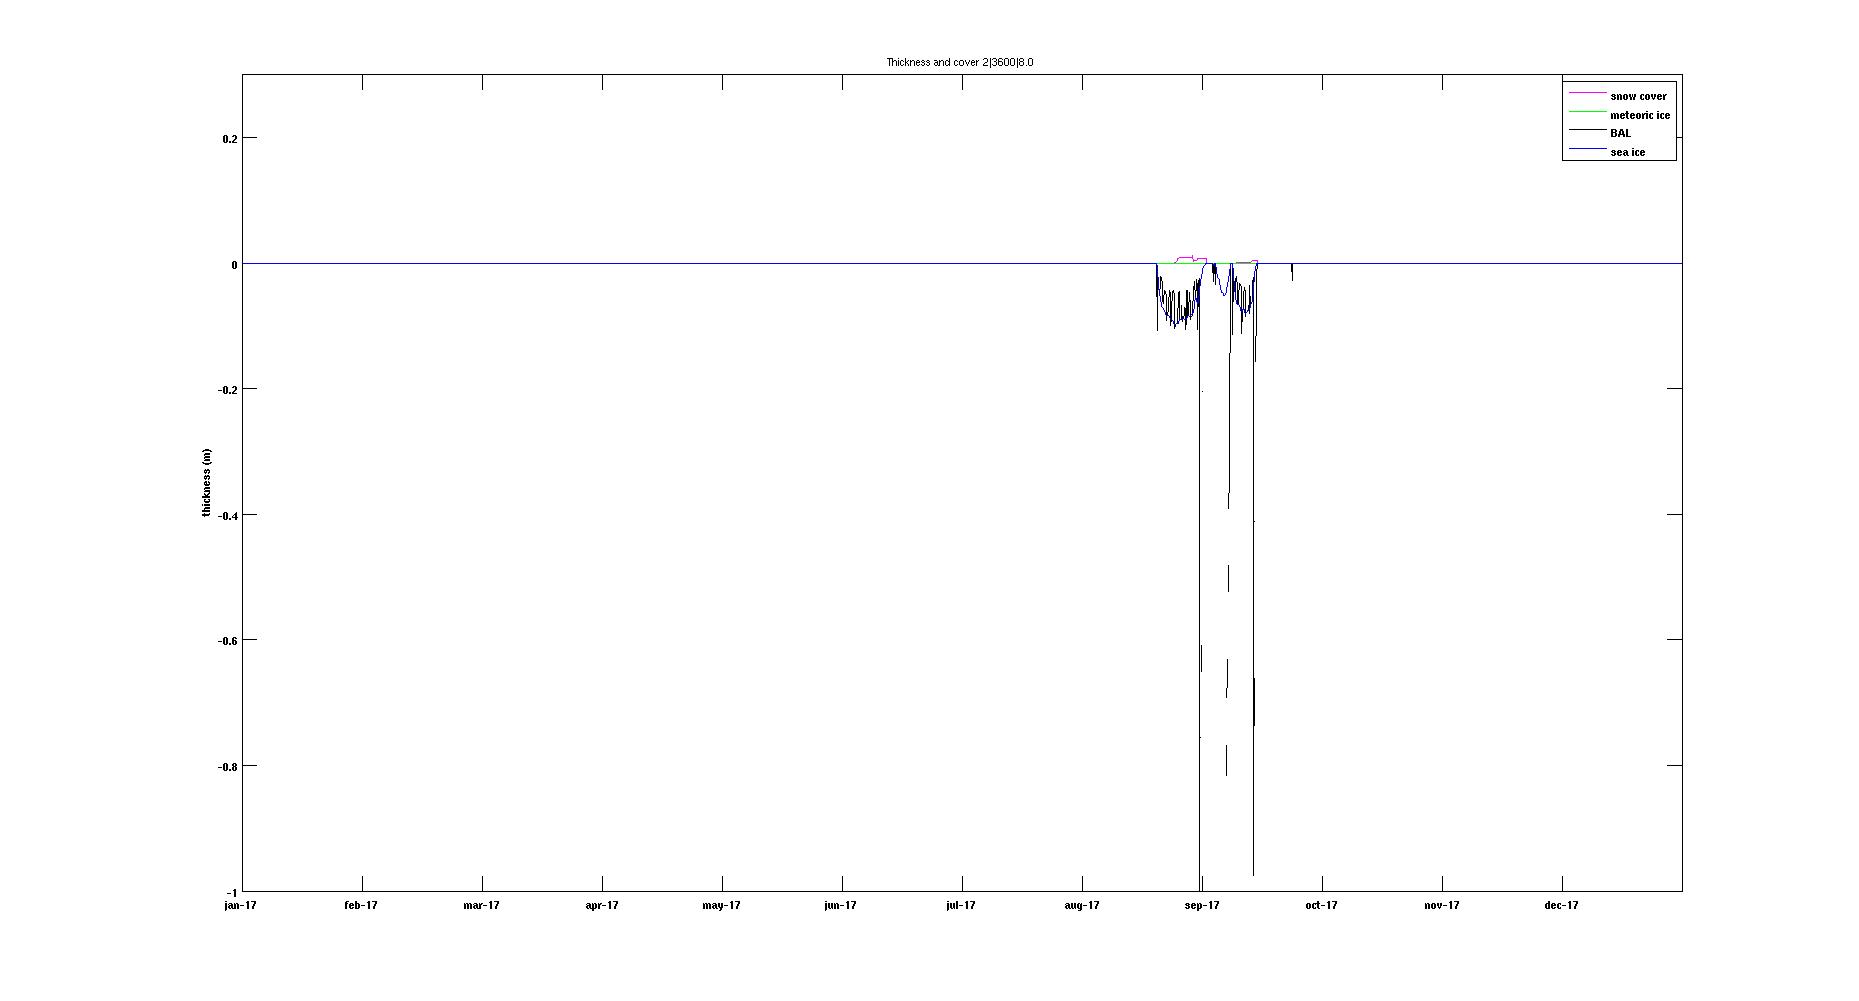 Thickness and cover 2|3600|8.0
snow cover
meteoric ice
BAL
sea ice
0.2
0
-0.2
-0.4
-0.6
-0.8
-1
thickness (m)
jan-17 feb-17 mar-17 apr-17 may-17 jun-17 jul-17 aug-17 sep-17 oct-17 nov-17 dec-17